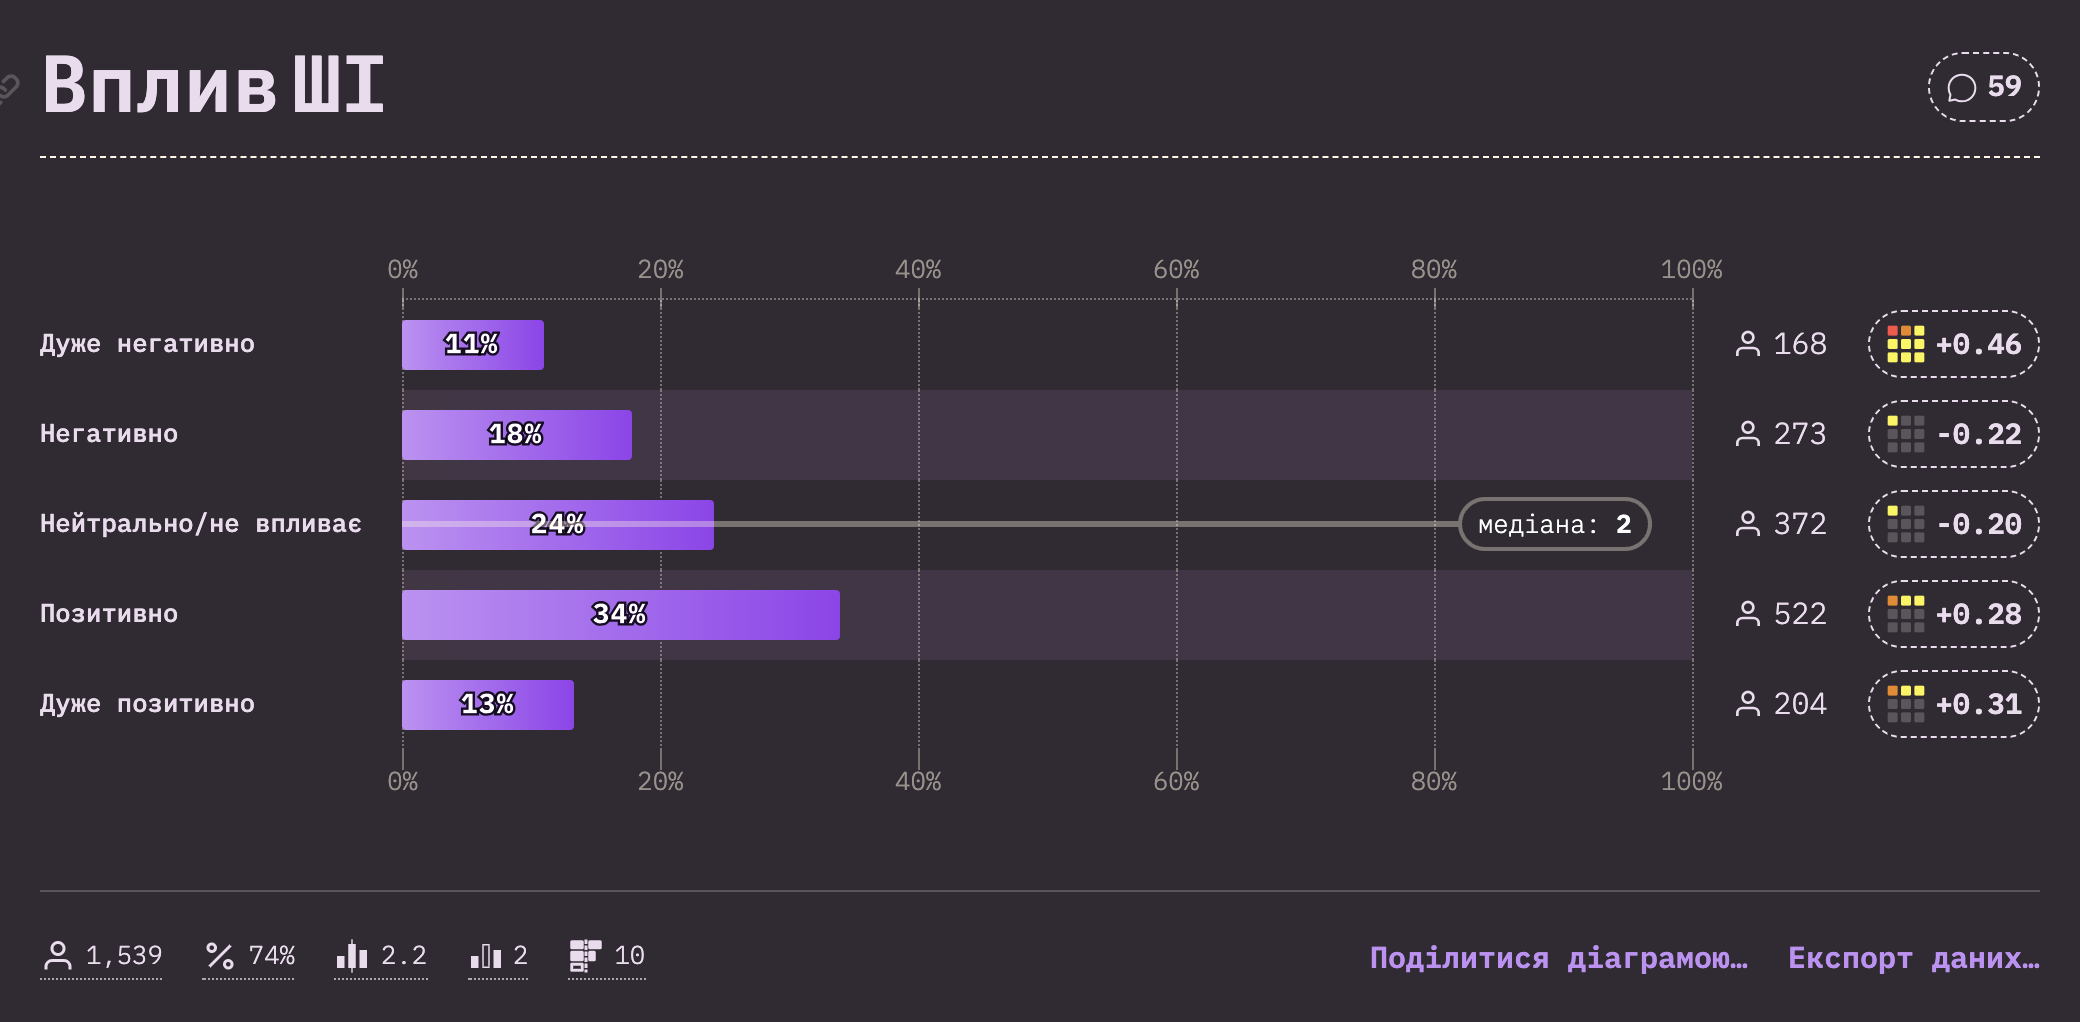 Вплив ШІ
59
0% 20% 40% 60% 80% 100%
Дуже негативно 11% 168 +0.46
Негативно 18% 273 -0.22
Нейтрально/не впливає 24% медіана: 2 372 -0.20
Позитивно 34% 522 +0.28
Дуже позитивно 13% 204 +0.31
0% 20% 40% 60% 80% 100%
1,539 74% 2.2 2 10 Поділитися діаграмою… Експорт даних…